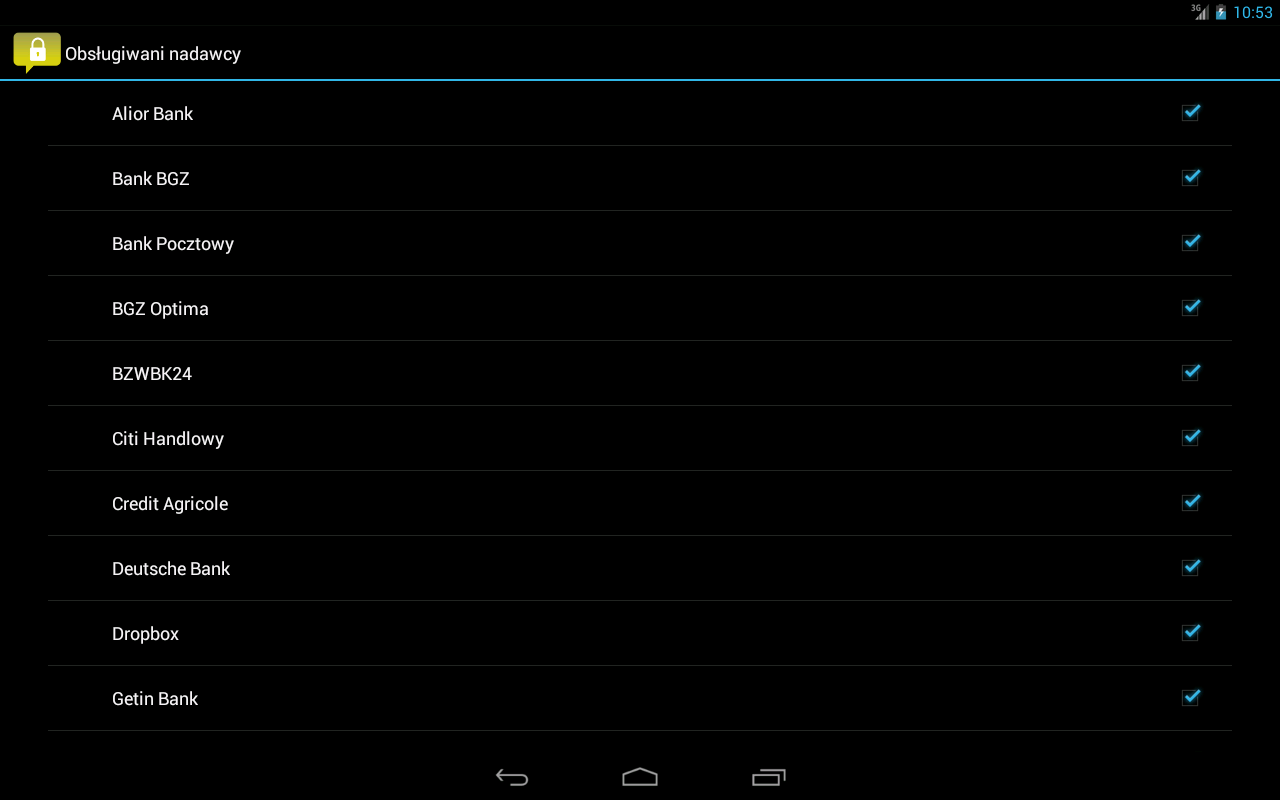 3G 10:53
Obsługiwani nadawcy
Alior Bank
Bank BGZ
Bank Pocztowy
BGZ Optima
BZWBK24
Citi Handlowy
Credit Agricole
Deutsche Bank
Dropbox
Getin Bank